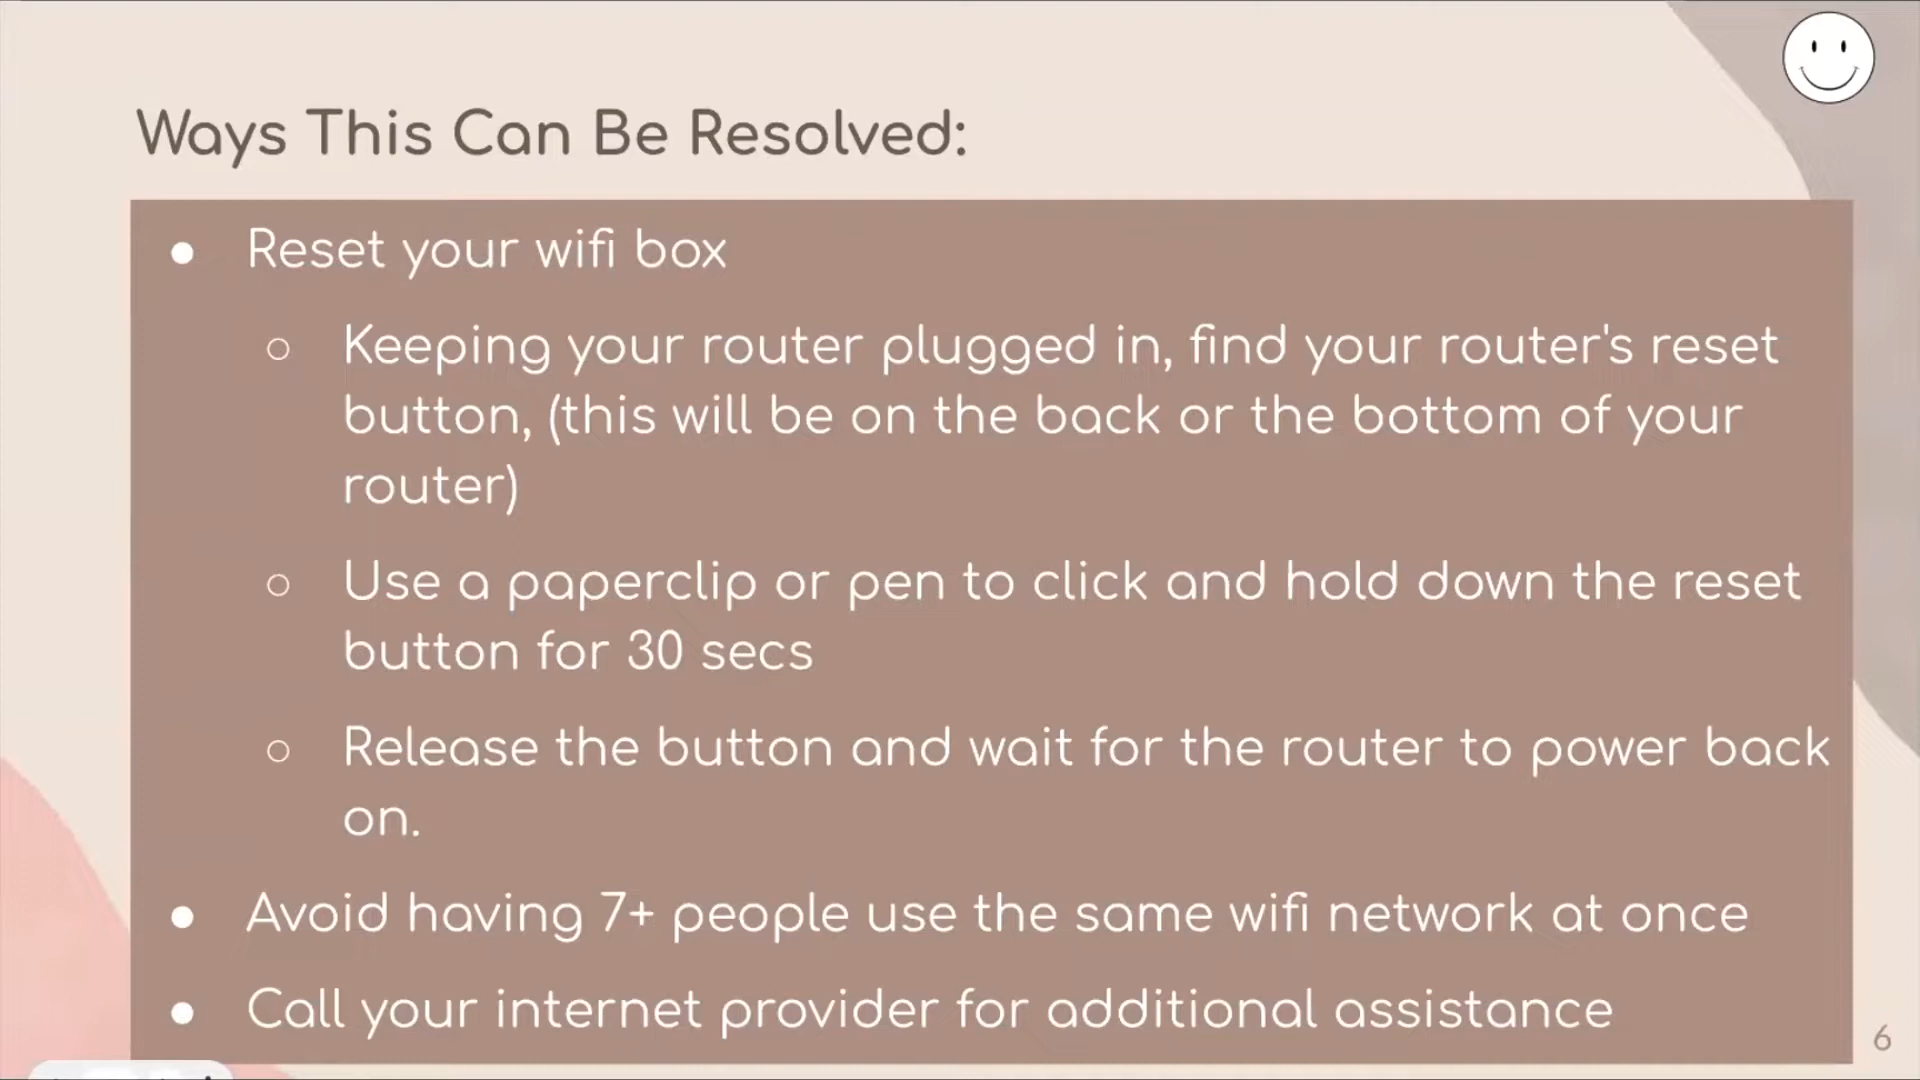 Ways This Can Be Resolved:
● Reset your wifi box
○ Keeping your router plugged in, find your router's reset
button, (this will be on the back or the bottom of your
router)
○ Use a paperclip or pen to click and hold down the reset
button for 30 secs
○ Release the button and wait for the router to power back
on.
● Avoid having 7+ people use the same wifi network at once
● Call your internet provider for additional assistance
6